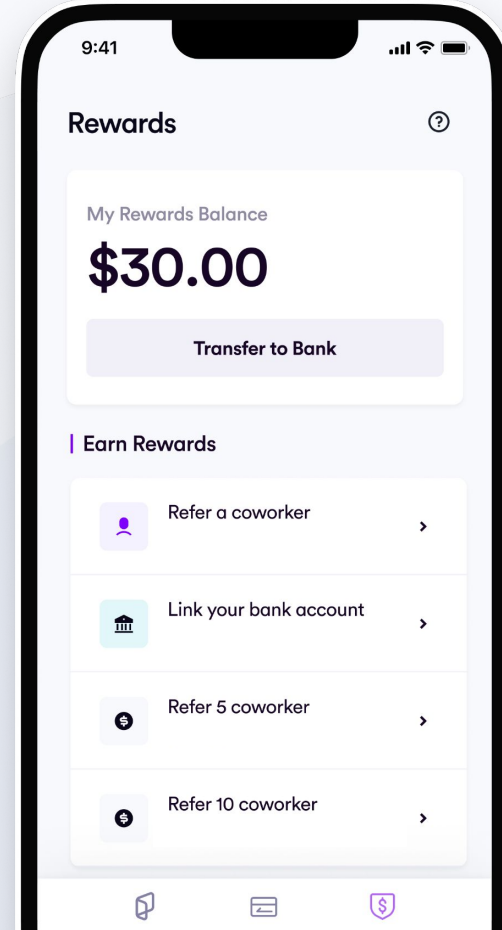 9:41
Rewards
My Rewards Balance
$30.00
Transfer to Bank
Earn Rewards
Refer a coworker
Link your bank account
Refer 5 coworker
Refer 10 coworker